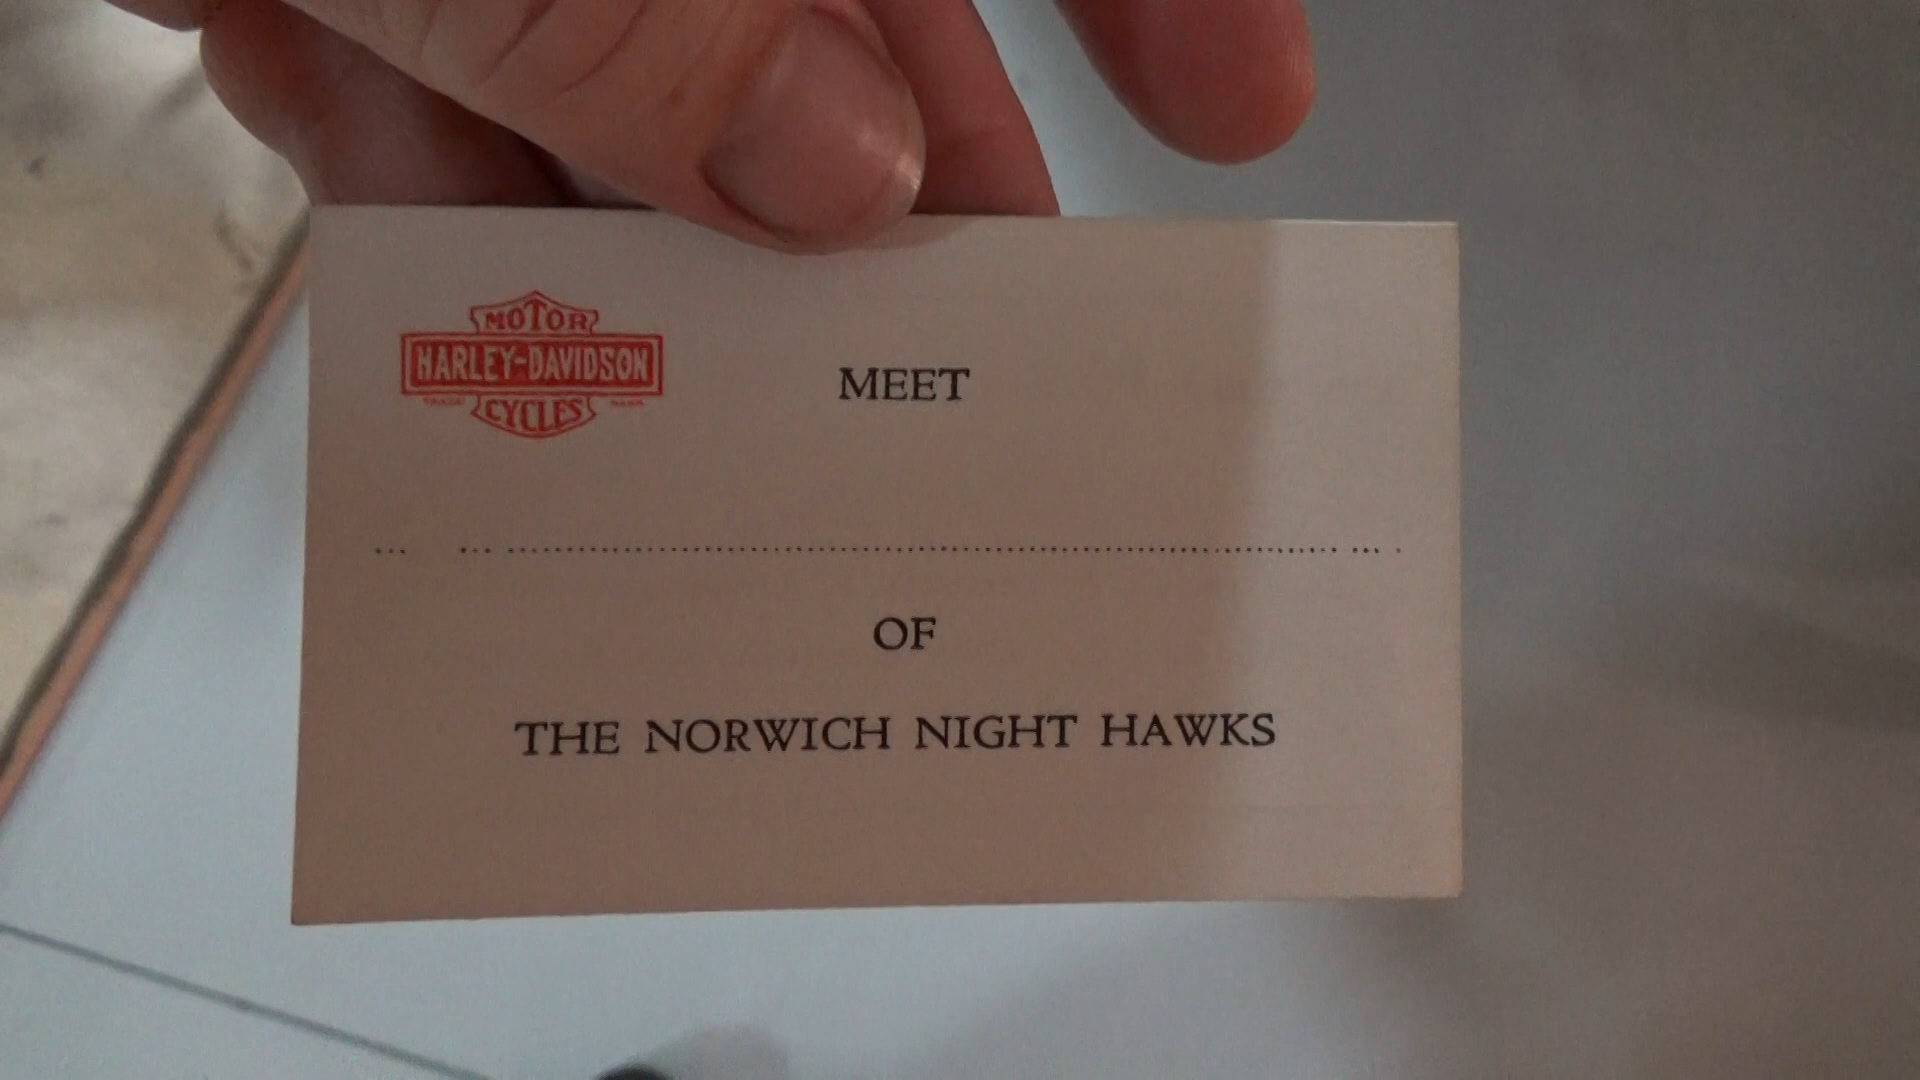 MOTOR
HARLEY-DAVIDSON
TRADE MARK
CYCLES
MEET
OF
THE NORWICH NIGHT HAWKS